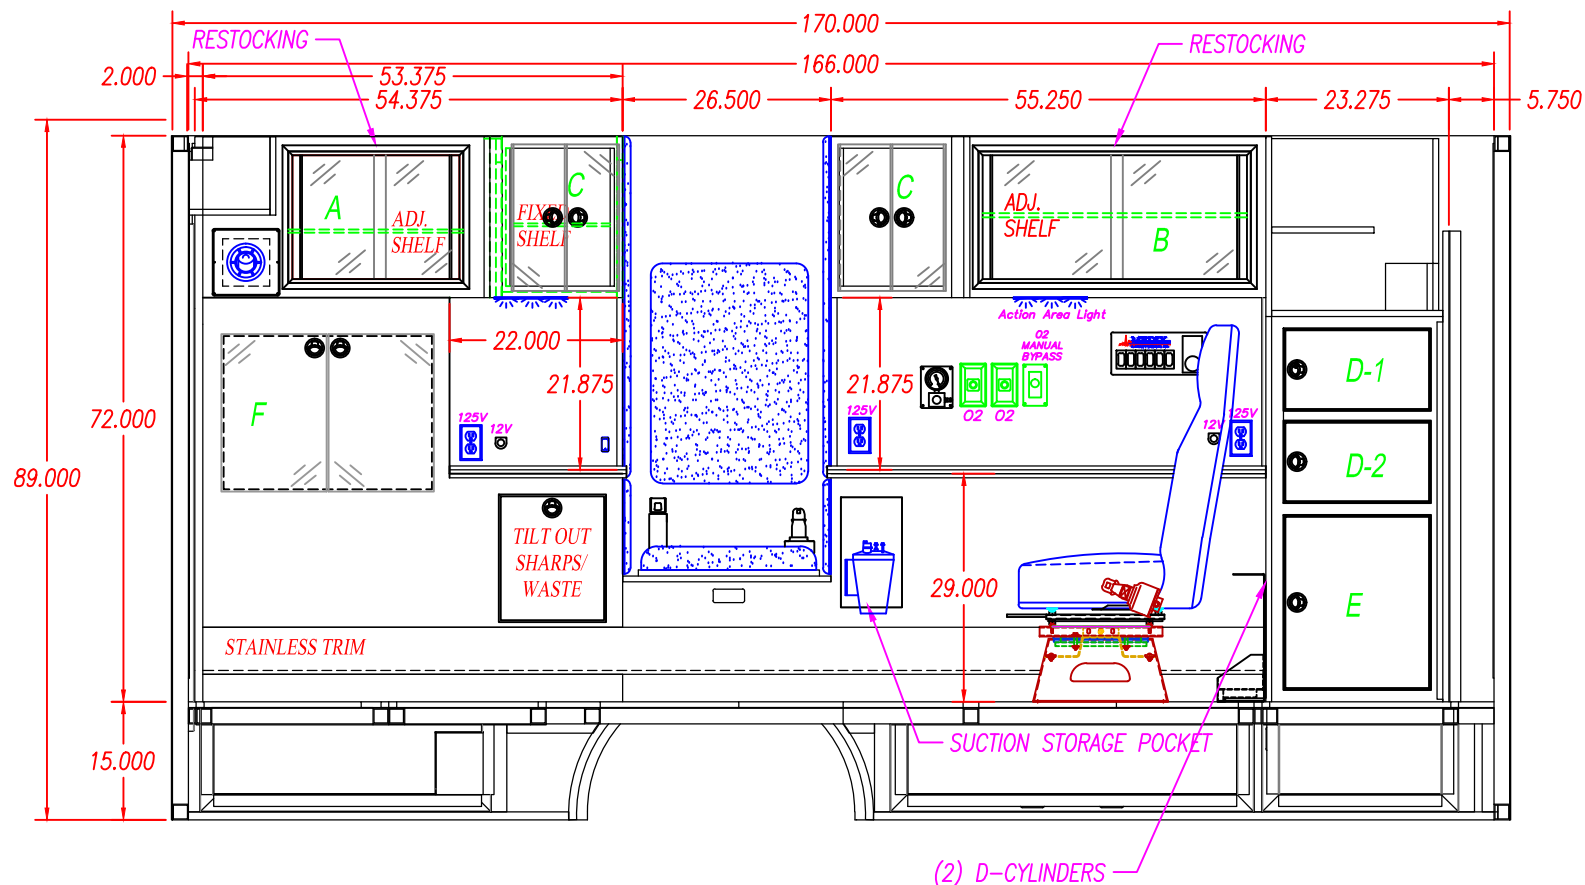 170.000
RESTOCKING
RESTOCKING
166.000
2.000
53.375
54.375
26.500
55.250
23.275
5.750
A
ADJ.
SHELF
C
FIXED
SHELF
C
ADJ.
SHELF
B
Action Area Light
O2
MANUAL
BYPASS
22.000
21.875
21.875
O2
O2
D-1
F
125V
12V
125V
12V
125V
72.000
D-2
89.000
TILT OUT
SHARPS/
WASTE
29.000
E
STAINLESS TRIM
SUCTION STORAGE POCKET
15.000
(2) D-CYLINDERS